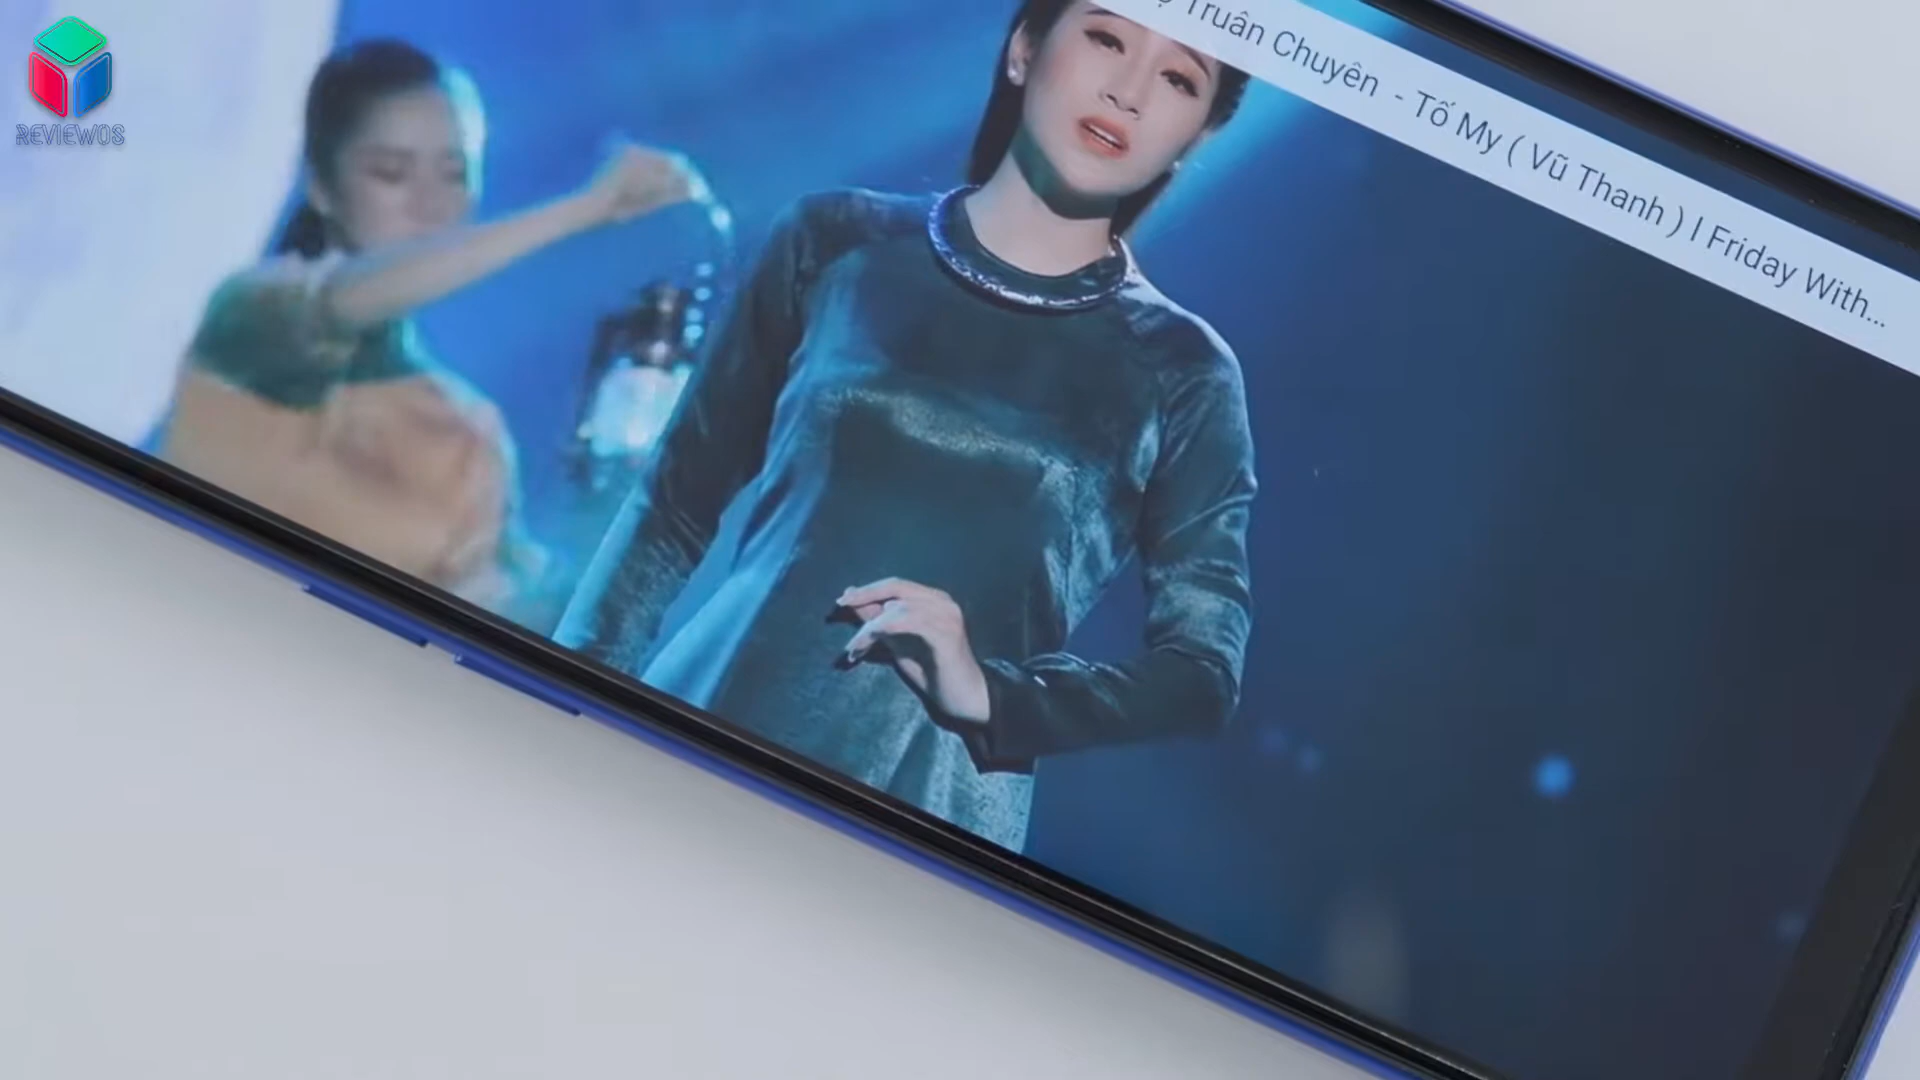 REVIEWOS
Truân Chuyên - Tố My ( Vũ Thanh ) l Friday With...